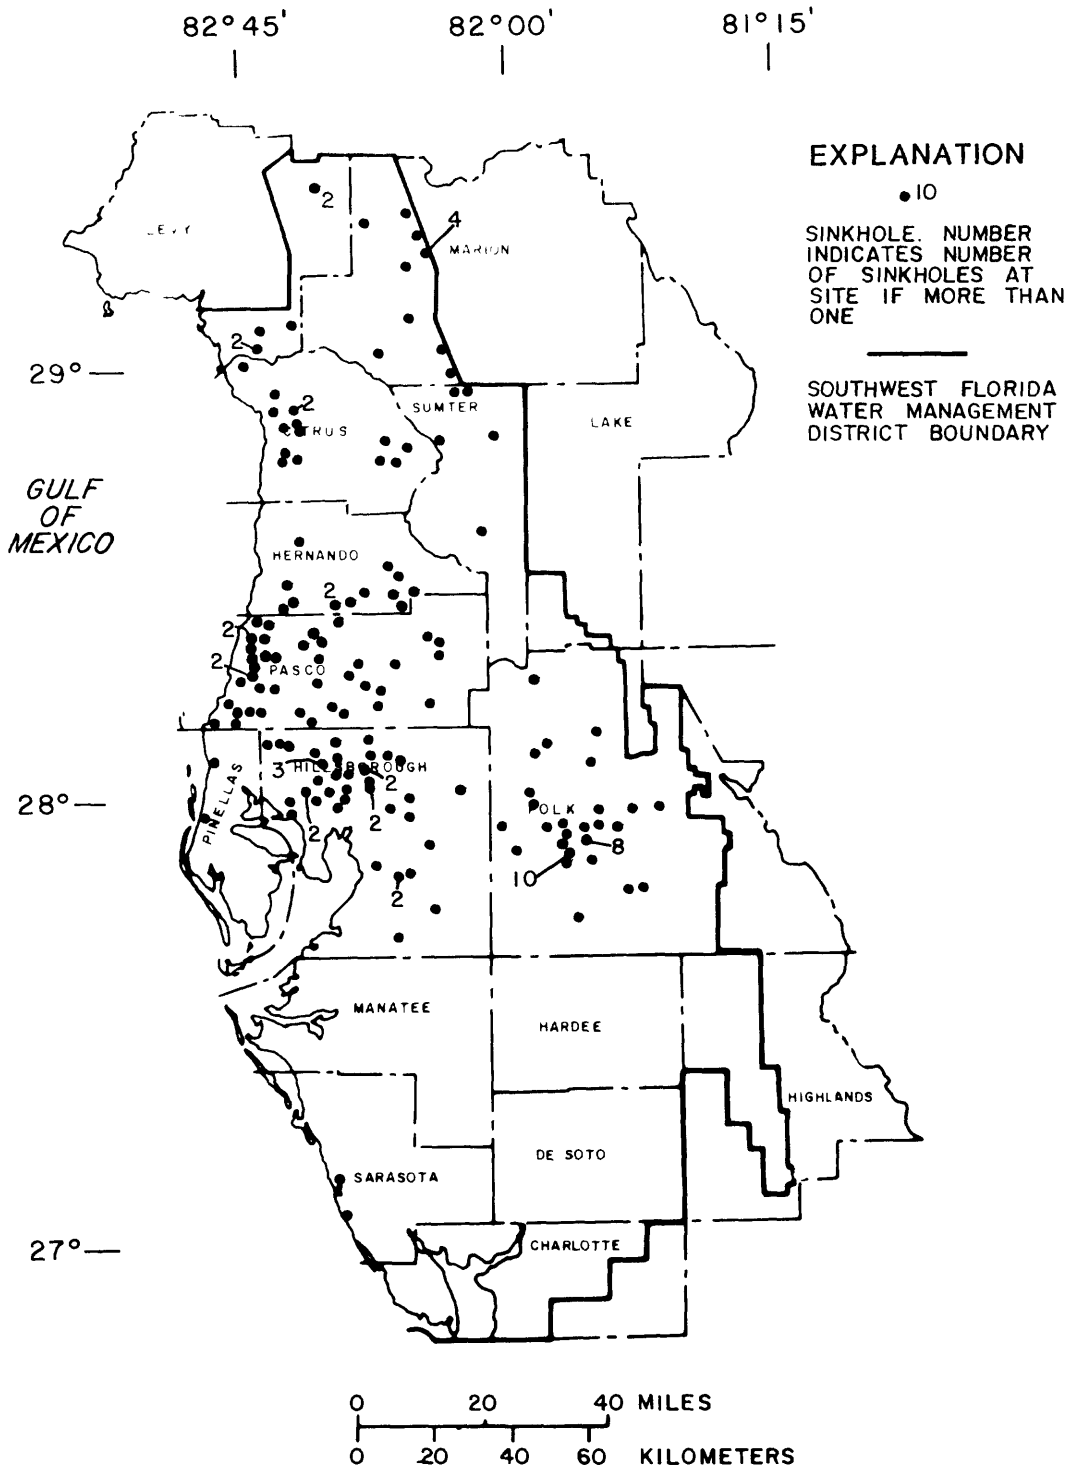 82°45' 82°00' 81°15'
EXPLANATION
10
SINKHOLE. NUMBER
INDICATES NUMBER
OF SINKHOLES AT
SITE IF MORE THAN
ONE
SOUTHWEST FLORIDA
WATER MANAGEMENT
DISTRICT BOUNDARY
2
4
LEVY
MARION
2
29°
2
SUMTER
LAKE
CITRUS
GULF
OF
MEXICO
HERNANDO
2
2
2
PASCO
3
HILLSBOROUGH
2
PINELLAS
28°
POLK
2
2
8
10
2
MANATEE
HARDEE
HIGHLANDS
DE SOTO
SARASOTA
27°
CHARLOTTE
0 20 40 MILES
0 20 40 60 KILOMETERS